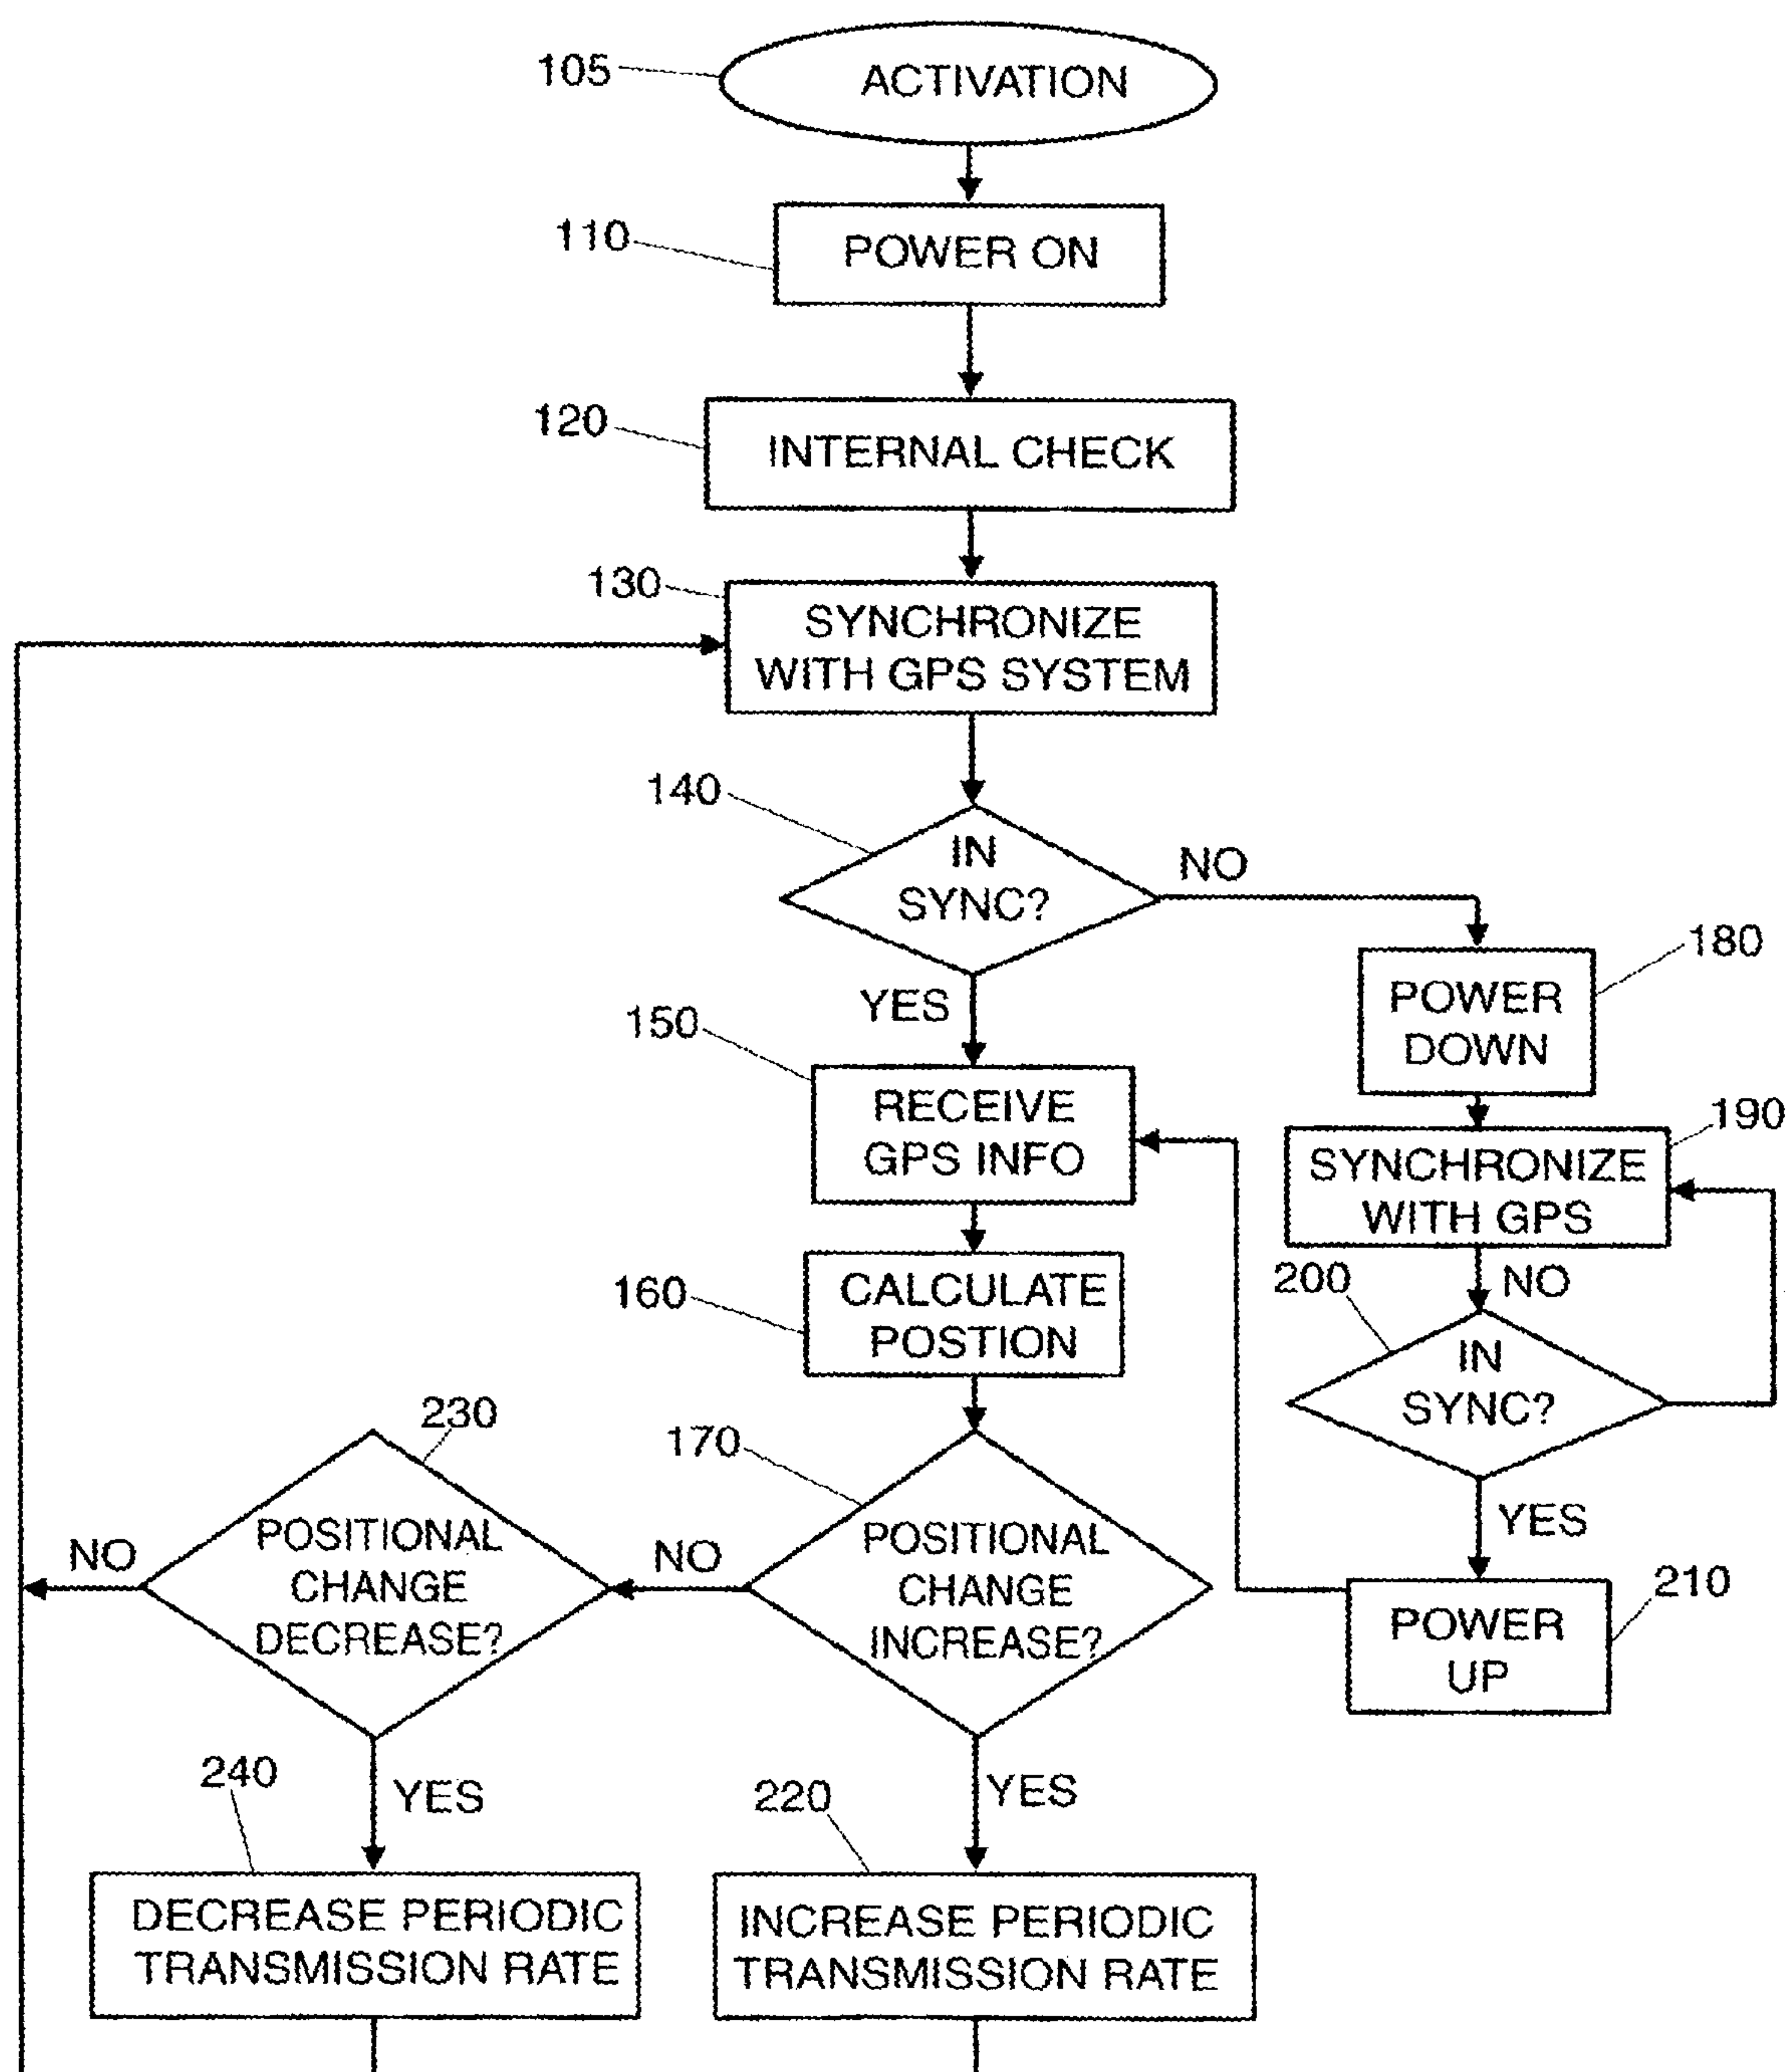 105
ACTIVATION
110
POWER ON
120
INTERNAL CHECK
130
SYNCHRONIZE
WITH GPS SYSTEM
140
IN
SYNC?
NO
YES
180
POWER
DOWN
150
RECEIVE
GPS INFO
190
SYNCHRONIZE
WITH GPS
NO
160
CALCULATE
POSTION
200
IN
SYNC?
YES
230
POSITIONAL
CHANGE
DECREASE?
NO
170
POSITIONAL
CHANGE
INCREASE?
NO
210
POWER
UP
240
YES
220
YES
DECREASE PERIODIC
TRANSMISSION RATE
INCREASE PERIODIC
TRANSMISSION RATE